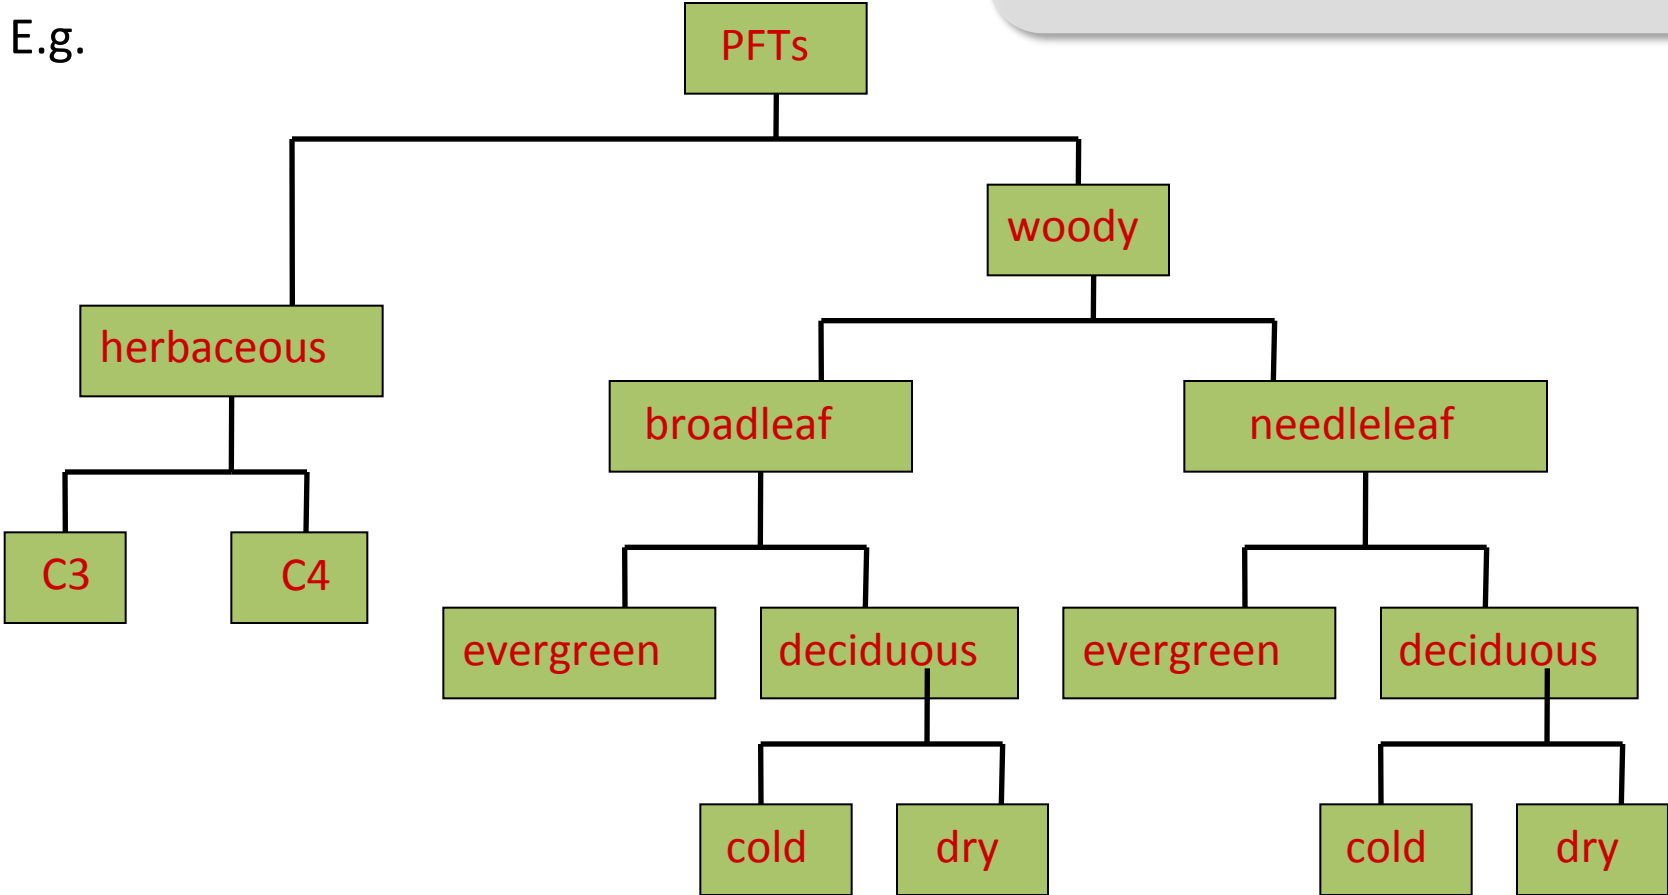 E.g.
PFTs
woody
herbaceous
broadleaf
needleleaf
C3
C4
evergreen
deciduous
evergreen
deciduous
cold
dry
cold
dry